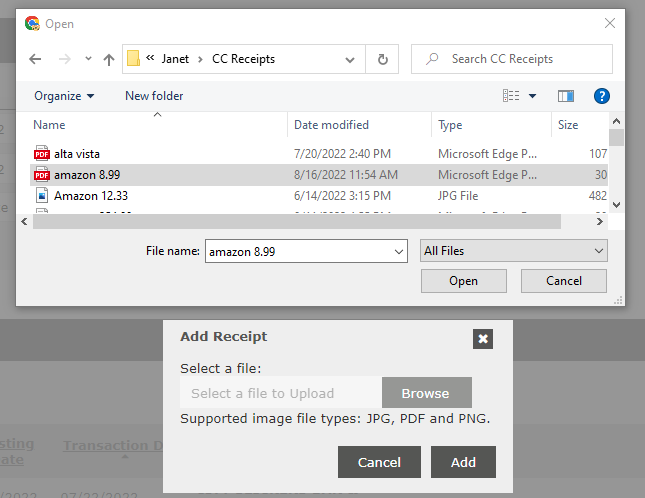 Open
« Janet › CC Receipts
Search CC Receipts
Organize New folder ?
Name Date modified Type Size
PDF alta vista 7/20/2022 2:40 PM Microsoft Edge P... 107
PDF amazon 8.99 8/16/2022 11:54 AM Microsoft Edge P... 30
Amazon 12.33 6/14/2022 3:15 PM JPG File 482
File name: amazon 8.99 All Files
Open Cancel
Add Receipt
Select a file:
Select a file to Upload Browse
Supported image file types: JPG, PDF and PNG.
Cancel Add
sting
ate
Transaction D